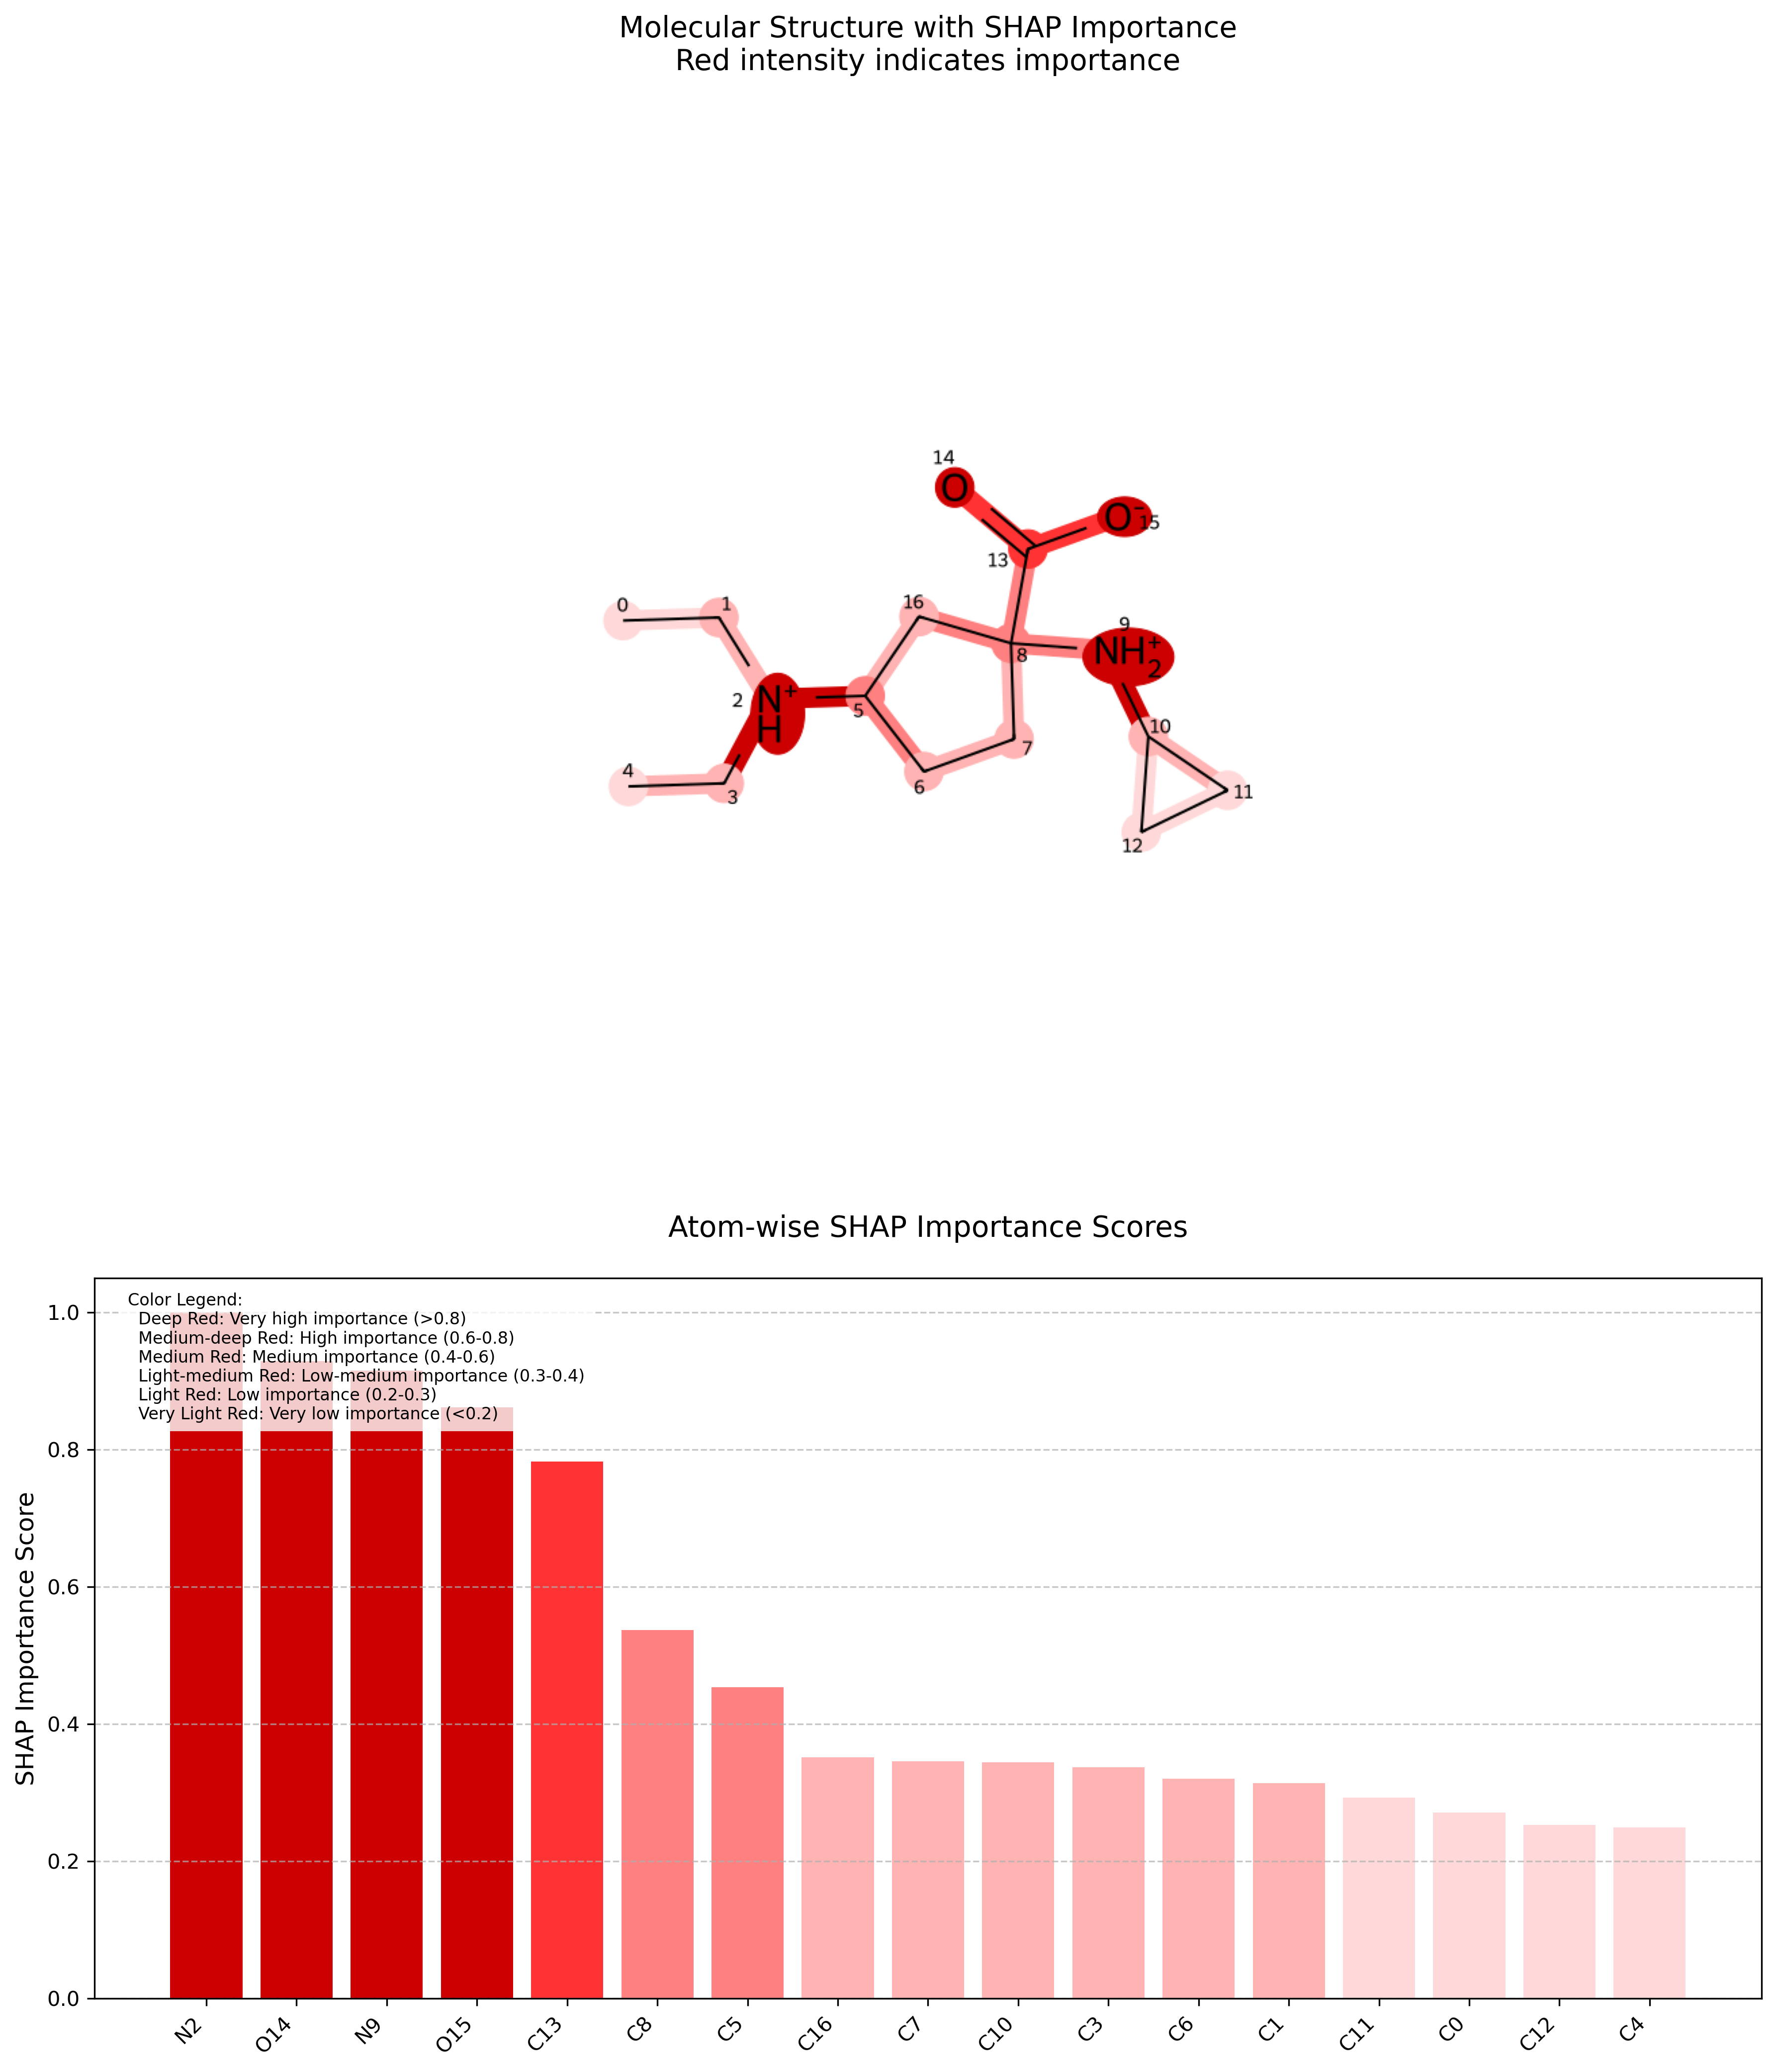 Molecular Structure with SHAP Importance
Red intensity indicates importance
14
O
O-
15
13
0
1
16
9
8
NH2+
2
N+
H
5
10
7
4
3
6
11
12
Atom-wise SHAP Importance Scores
Color Legend:
Deep Red: Very high importance (>0.8)
Medium-deep Red: High importance (0.6-0.8)
Medium Red: Medium importance (0.4-0.6)
Light-medium Red: Low-medium importance (0.3-0.4)
Light Red: Low importance (0.2-0.3)
Very Light Red: Very low importance (<0.2)
SHAP Importance Score
1.0
0.8
0.6
0.4
0.2
0.0
N2
O14
N9
O15
C13
C8
C5
C16
C7
C10
C3
C6
C1
C11
C0
C12
C4